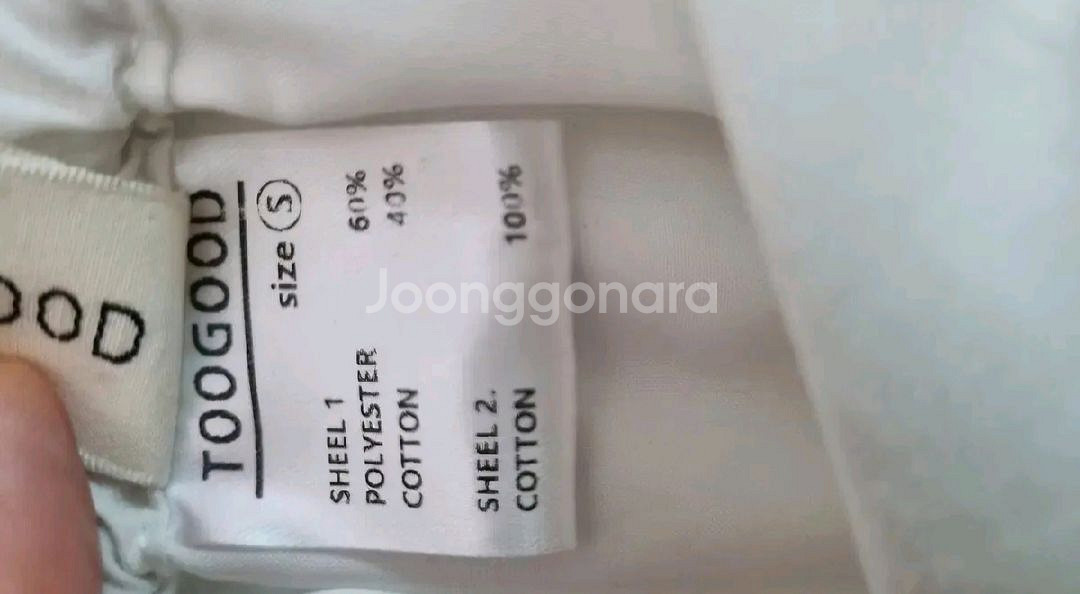 OOD
TOOGOOD
size S
SHEEL 1
POLYESTER 60%
COTTON 40%
SHEEL 2.
COTTON 100%
Joonggonara